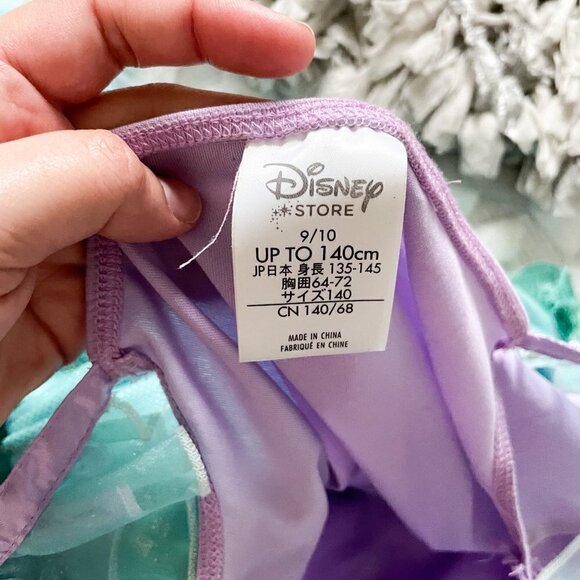 Disney
STORE
9/10
UP TO 140cm
JP日本 身長 135-145
胸囲64-72
サイズ140
CN 140/68
MADE IN CHINA
FABRIQUÉ EN CHINE